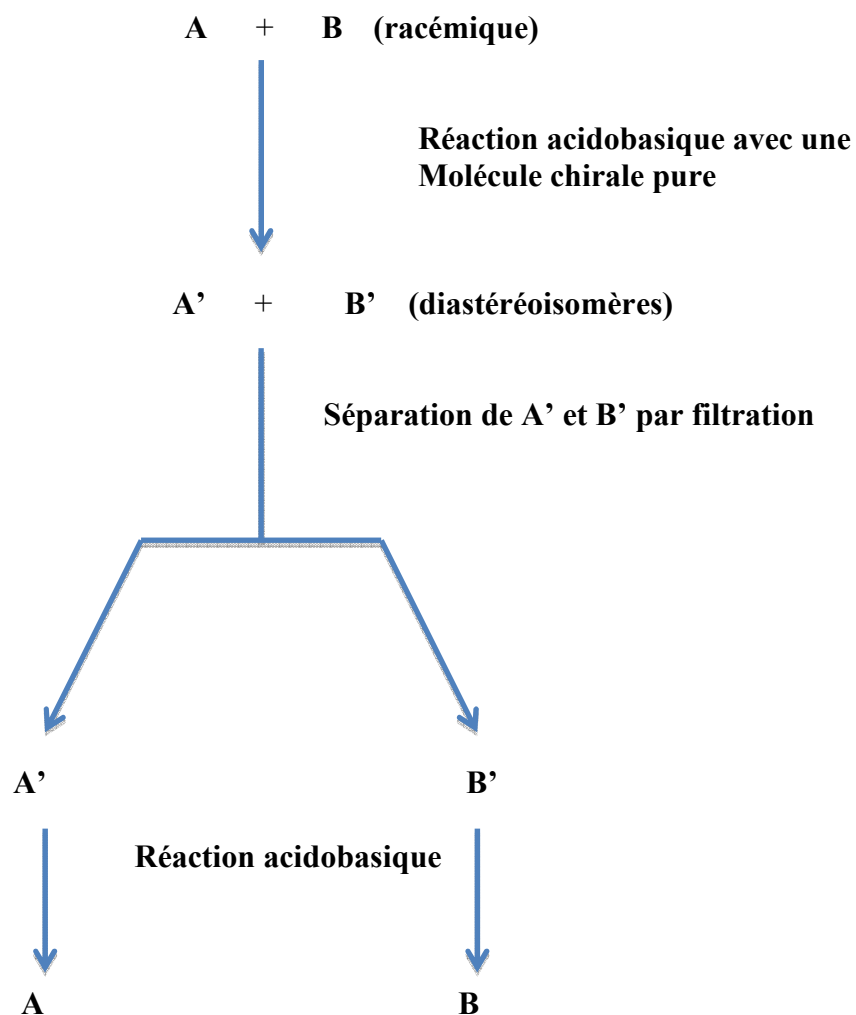 A + B (racémique)
Réaction acidobasique avec une
Molécule chirale pure
A’ + B’ (diastéréoisomères)
Séparation de A’ et B’ par filtration
A’ B’
Réaction acidobasique
A B